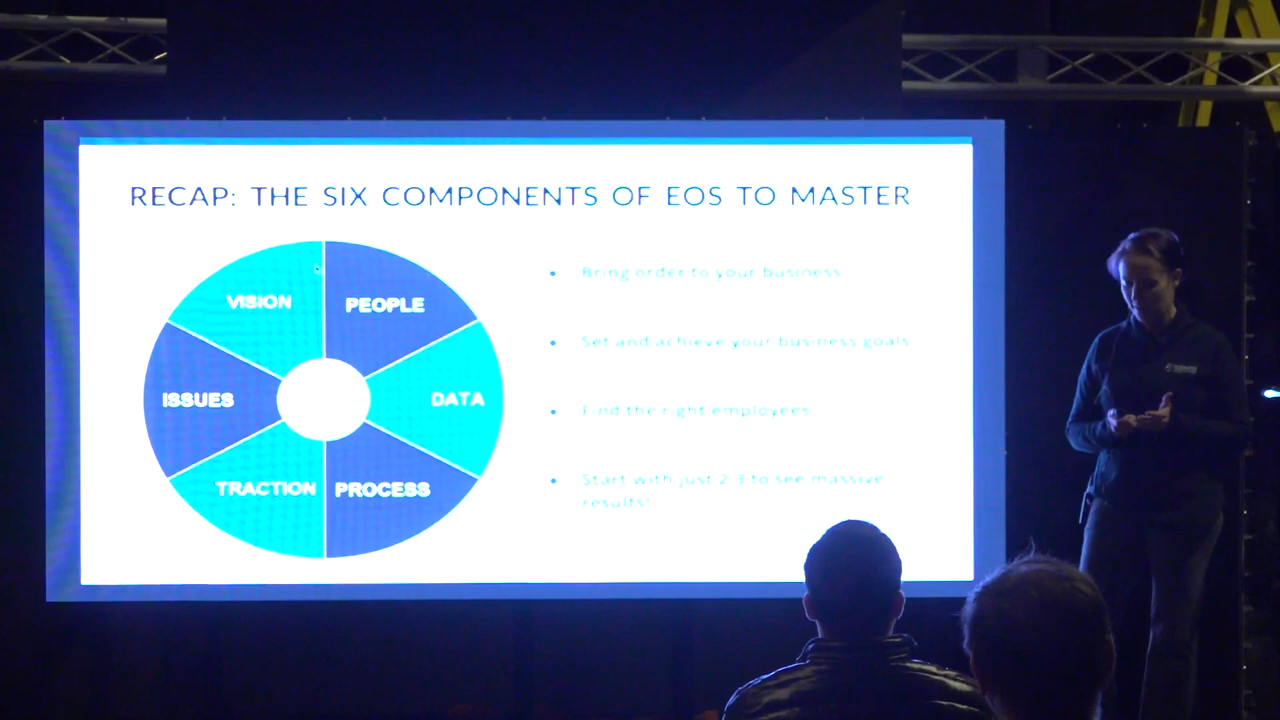 RECAP: THE SIX COMPONENTS OF EOS TO MASTER
VISION
PEOPLE
ISSUES
DATA
TRACTION
PROCESS
• Bring order to your business
• Set and achieve your business goals
• Find the right employees
• Start with just 2-3 to see massive
results!